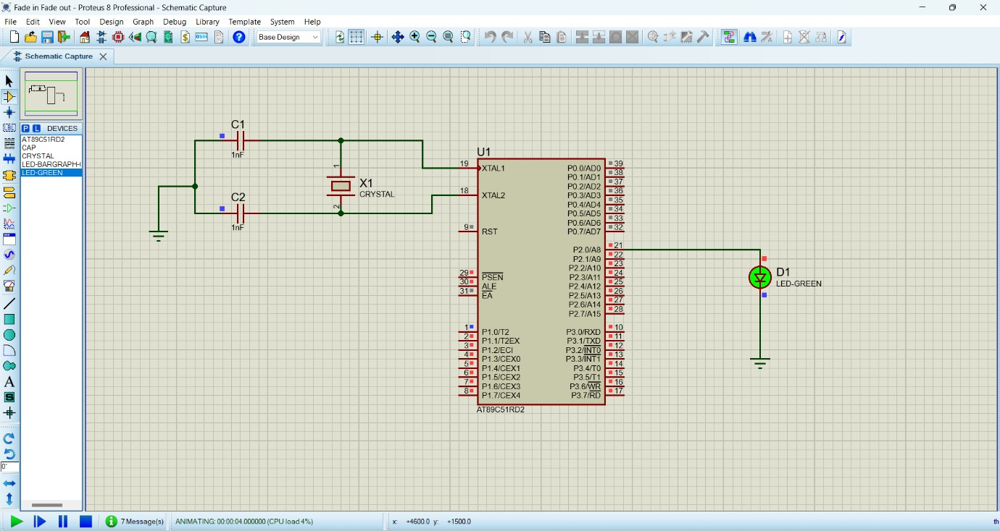 Fade in Fade out - Proteus 8 Professional - Schematic Capture
File Edit View Tool Design Graph Debug Library Template System Help
Base Design
Schematic Capture
P L DEVICES
AT89C51RD2
CAP
CRYSTAL
LED-BARGRAPH-
LED-GREEN
C1
1nF
C2
1nF
1
X1
CRYSTAL
2
U1
19 XTAL1
18 XTAL2
9 RST
29 PSEN
30 ALE
31 EA
1 P1.0/T2
2 P1.1/T2EX
3 P1.2/ECI
4 P1.3/CEX0
5 P1.4/CEX1
6 P1.5/CEX2
7 P1.6/CEX3
8 P1.7/CEX4
P0.0/AD0 39
P0.1/AD1 38
P0.2/AD2 37
P0.3/AD3 36
P0.4/AD4 35
P0.5/AD5 34
P0.6/AD6 33
P0.7/AD7 32
P2.0/A8 21
P2.1/A9 22
P2.2/A10 23
P2.3/A11 24
P2.4/A12 25
P2.5/A13 26
P2.6/A14 27
P2.7/A15 28
P3.0/RXD 10
P3.1/TXD 11
P3.2/INT0 12
P3.3/INT1 13
P3.4/T0 14
P3.5/T1 15
P3.6/WR 16
P3.7/RD 17
AT89C51RD2
D1
LED-GREEN
0°
7 Message(s) ANIMATING: 00:00:04.000000 (CPU load 4%) x: +4600.0 y: +1500.0 th